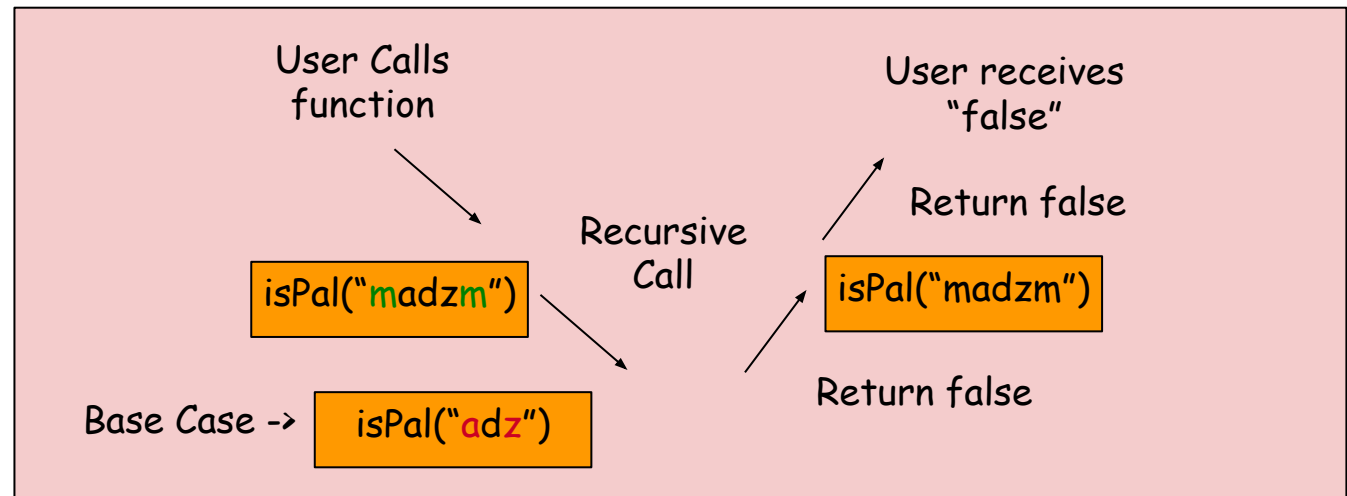 User Calls
function
User receives
“false”
Return false
Recursive
Call
isPal(“madzm”)
isPal(“madzm”)
Return false
Base Case ->
isPal(“adz”)